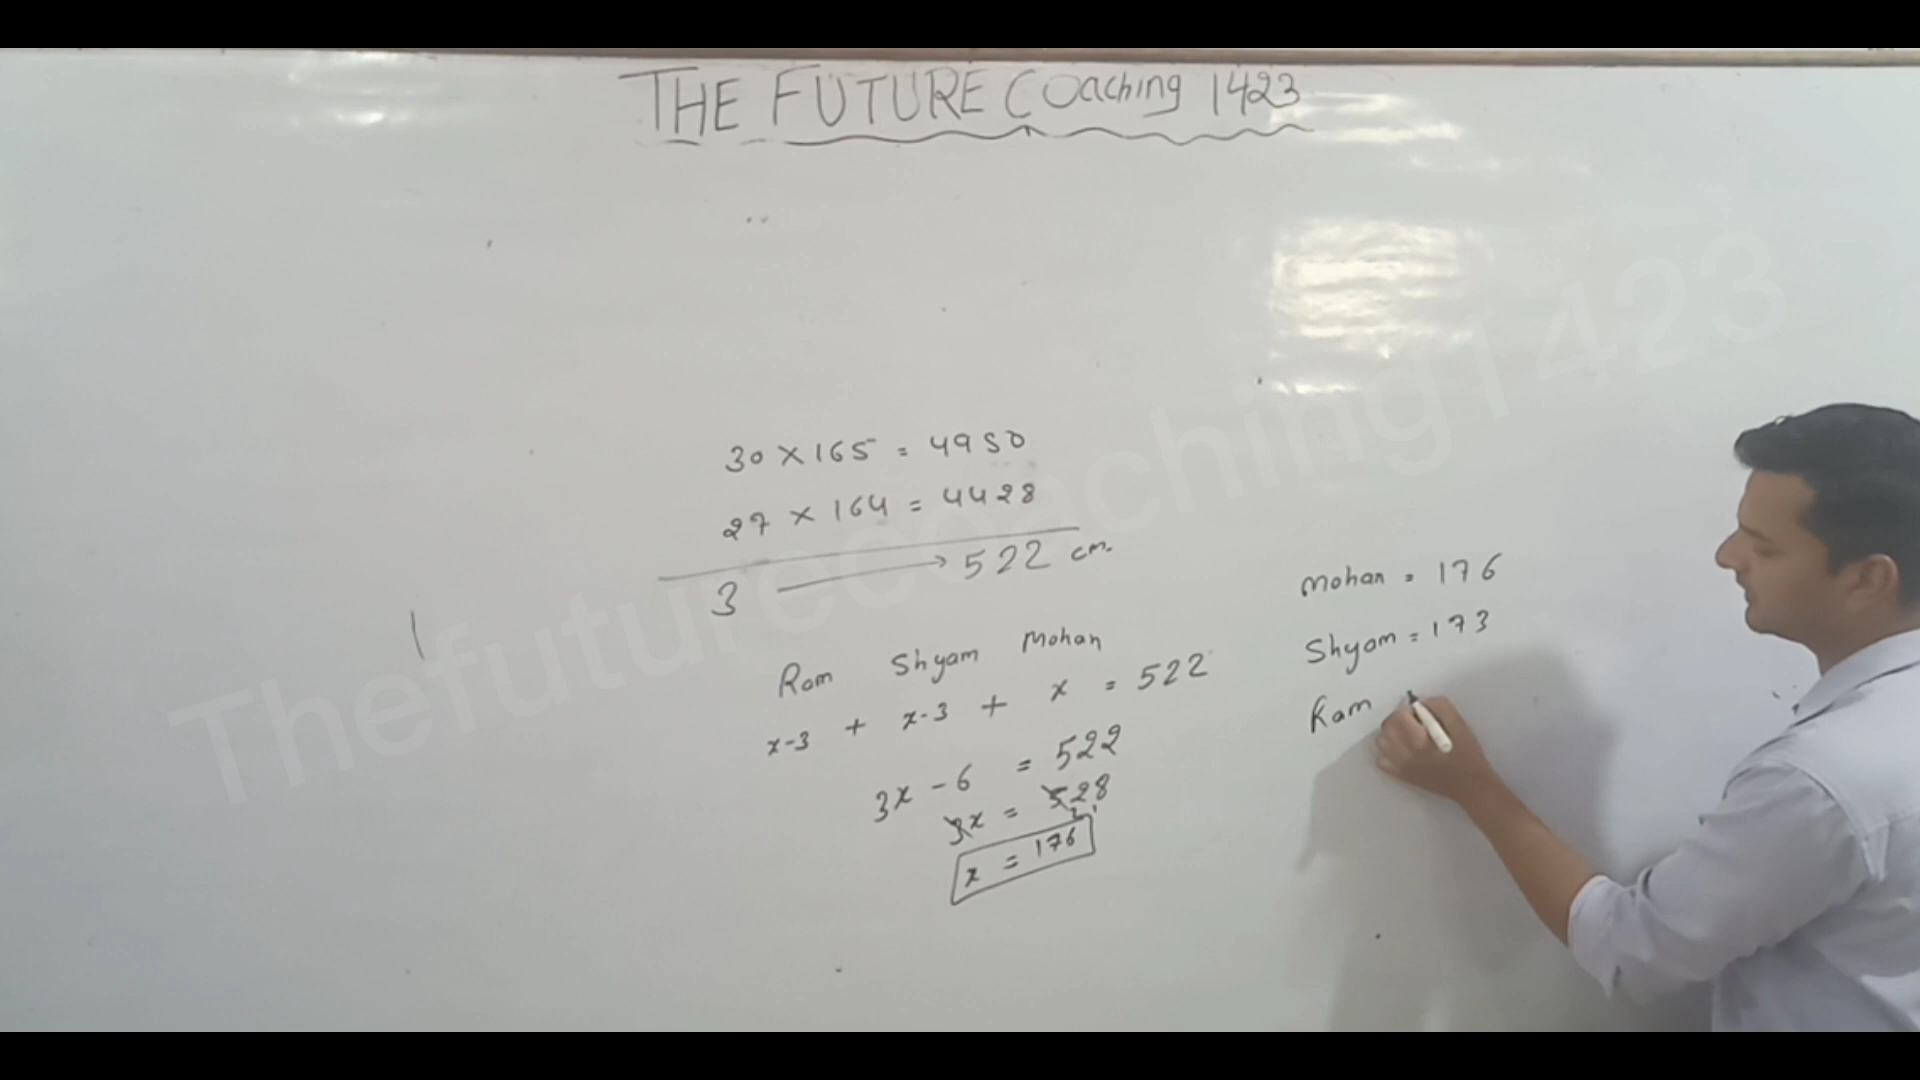 THE FUTURE Coaching 1423
30 × 165 = 4950
27 × 164 = 4428
3 → 522 cm.
Ram Shyam Mohan
x-3 + x-3 + x = 522
3x - 6 = 522
3x = 528
x = 176
Mohan = 176
Shyam = 173
Ram
Thefuturecoaching1423